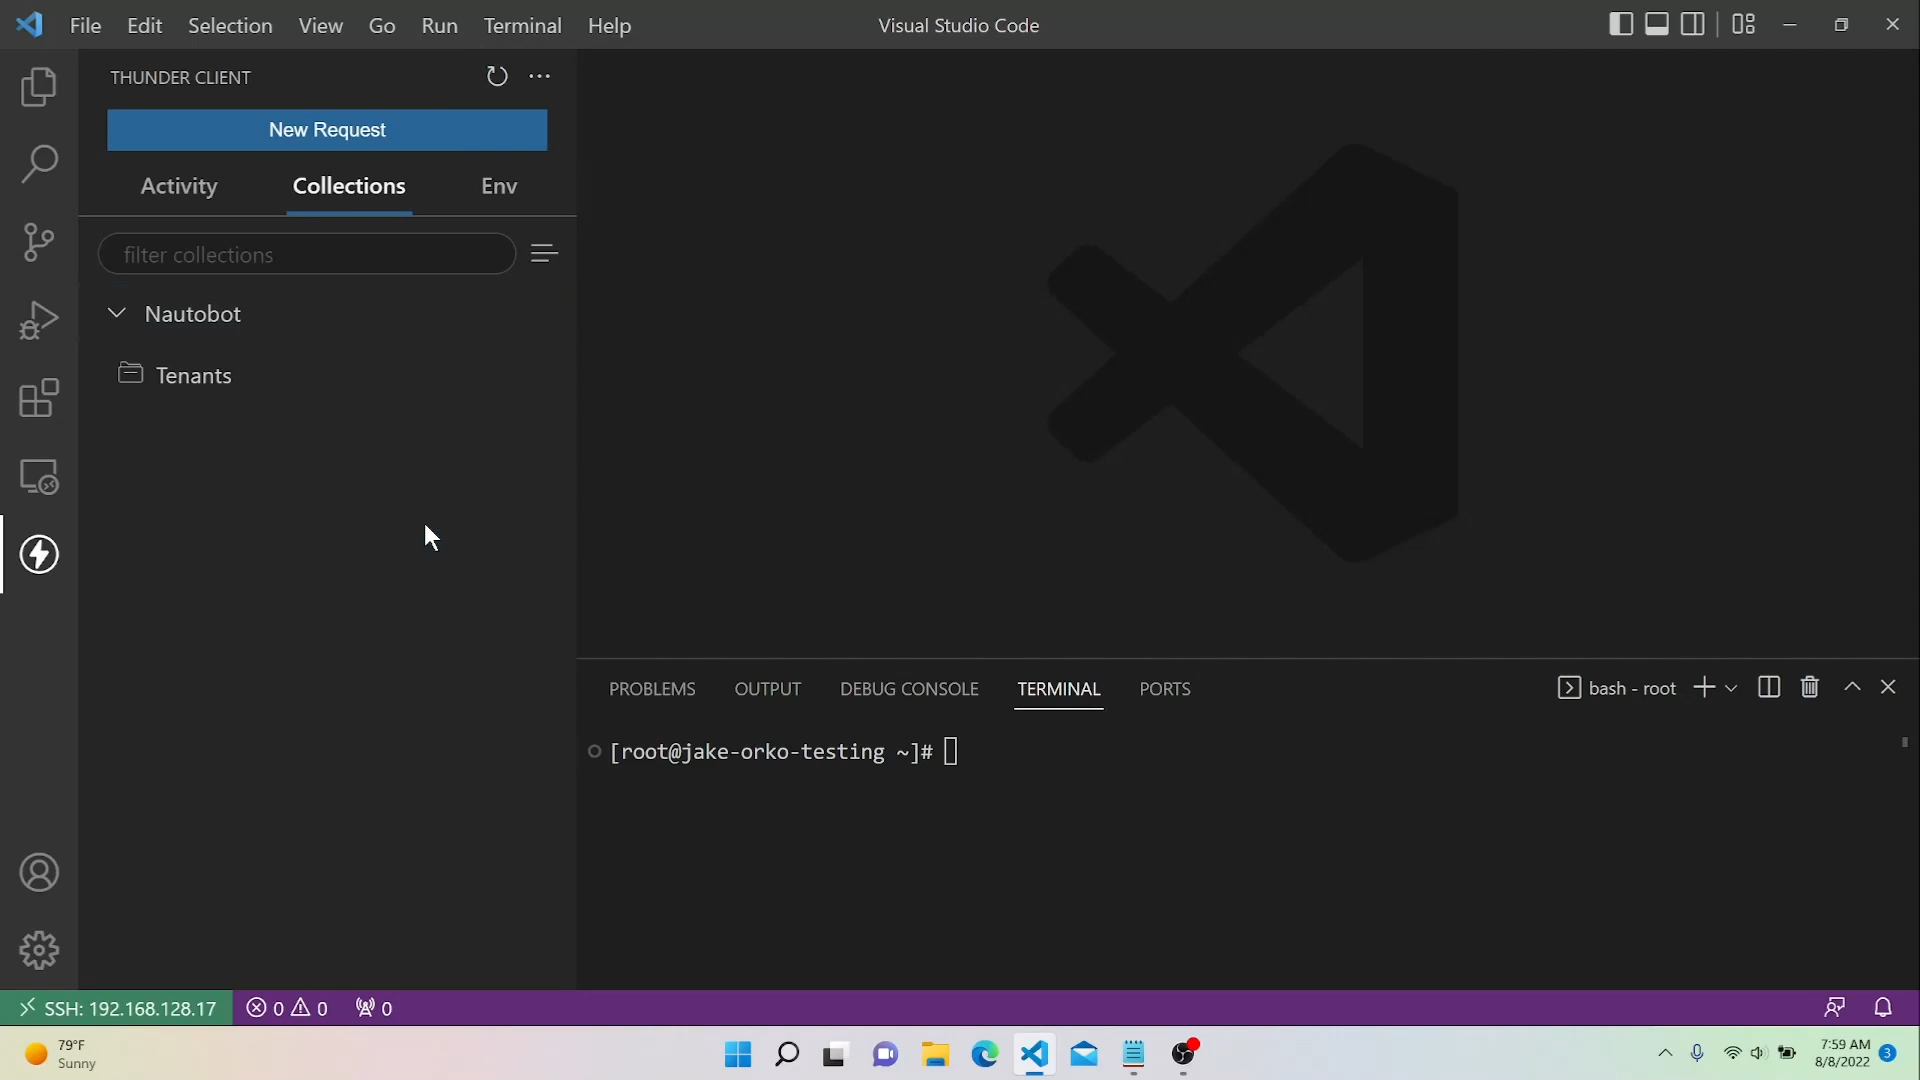 File Edit Selection View Go Run Terminal Help
Visual Studio Code
THUNDER CLIENT
New Request
Activity Collections Env
filter collections
Nautobot
Tenants
PROBLEMS OUTPUT DEBUG CONSOLE TERMINAL PORTS
bash - root
[root@jake-orko-testing ~]#
SSH: 192.168.128.17 0 0 0
79°F
Sunny
7:59 AM
8/8/2022
3